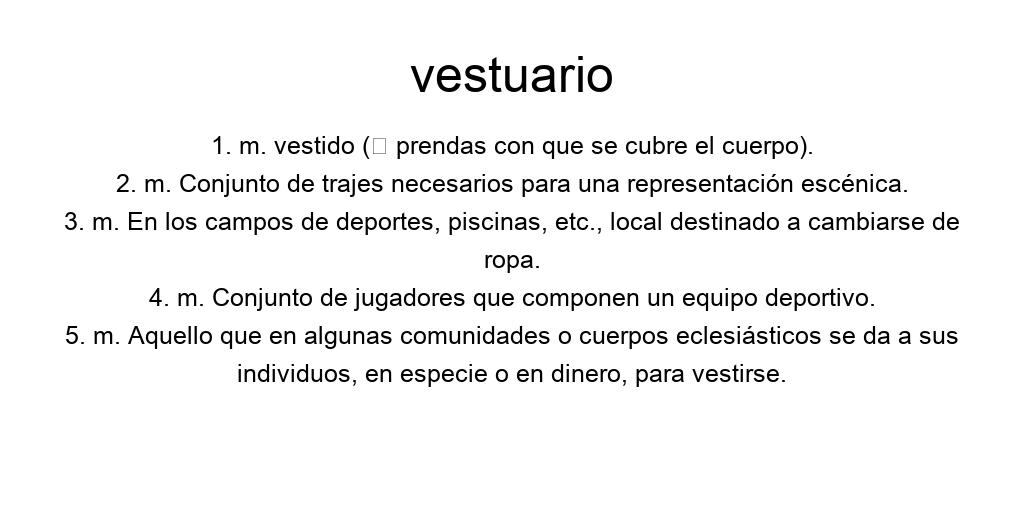 vestuario
1. m. vestido (▯ prendas con que se cubre el cuerpo).
2. m. Conjunto de trajes necesarios para una representación escénica.
3. m. En los campos de deportes, piscinas, etc., local destinado a cambiarse de
ropa.
4. m. Conjunto de jugadores que componen un equipo deportivo.
5. m. Aquello que en algunas comunidades o cuerpos eclesiásticos se da a sus
individuos, en especie o en dinero, para vestirse.